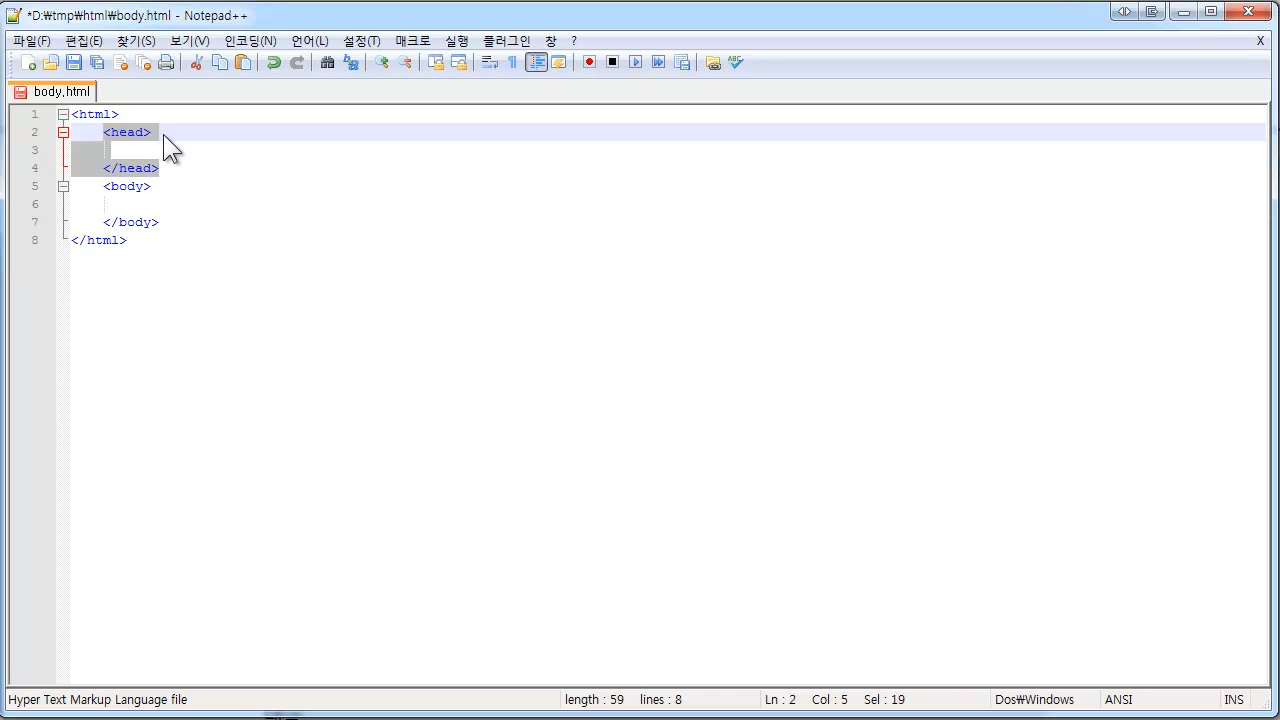 *D:\tmp\html\body.html - Notepad++
파일(F) 편집(E) 찾기(S) 보기(V) 인코딩(N) 언어(L) 설정(T) 매크로 실행 플러그인 창 ? X
body.html
1 <html>
2 <head>
3
4 </head>
5 <body>
6
7 </body>
8 </html>
Hyper Text Markup Language file length : 59 lines : 8 Ln : 2 Col : 5 Sel : 19 Dos\Windows ANSI INS